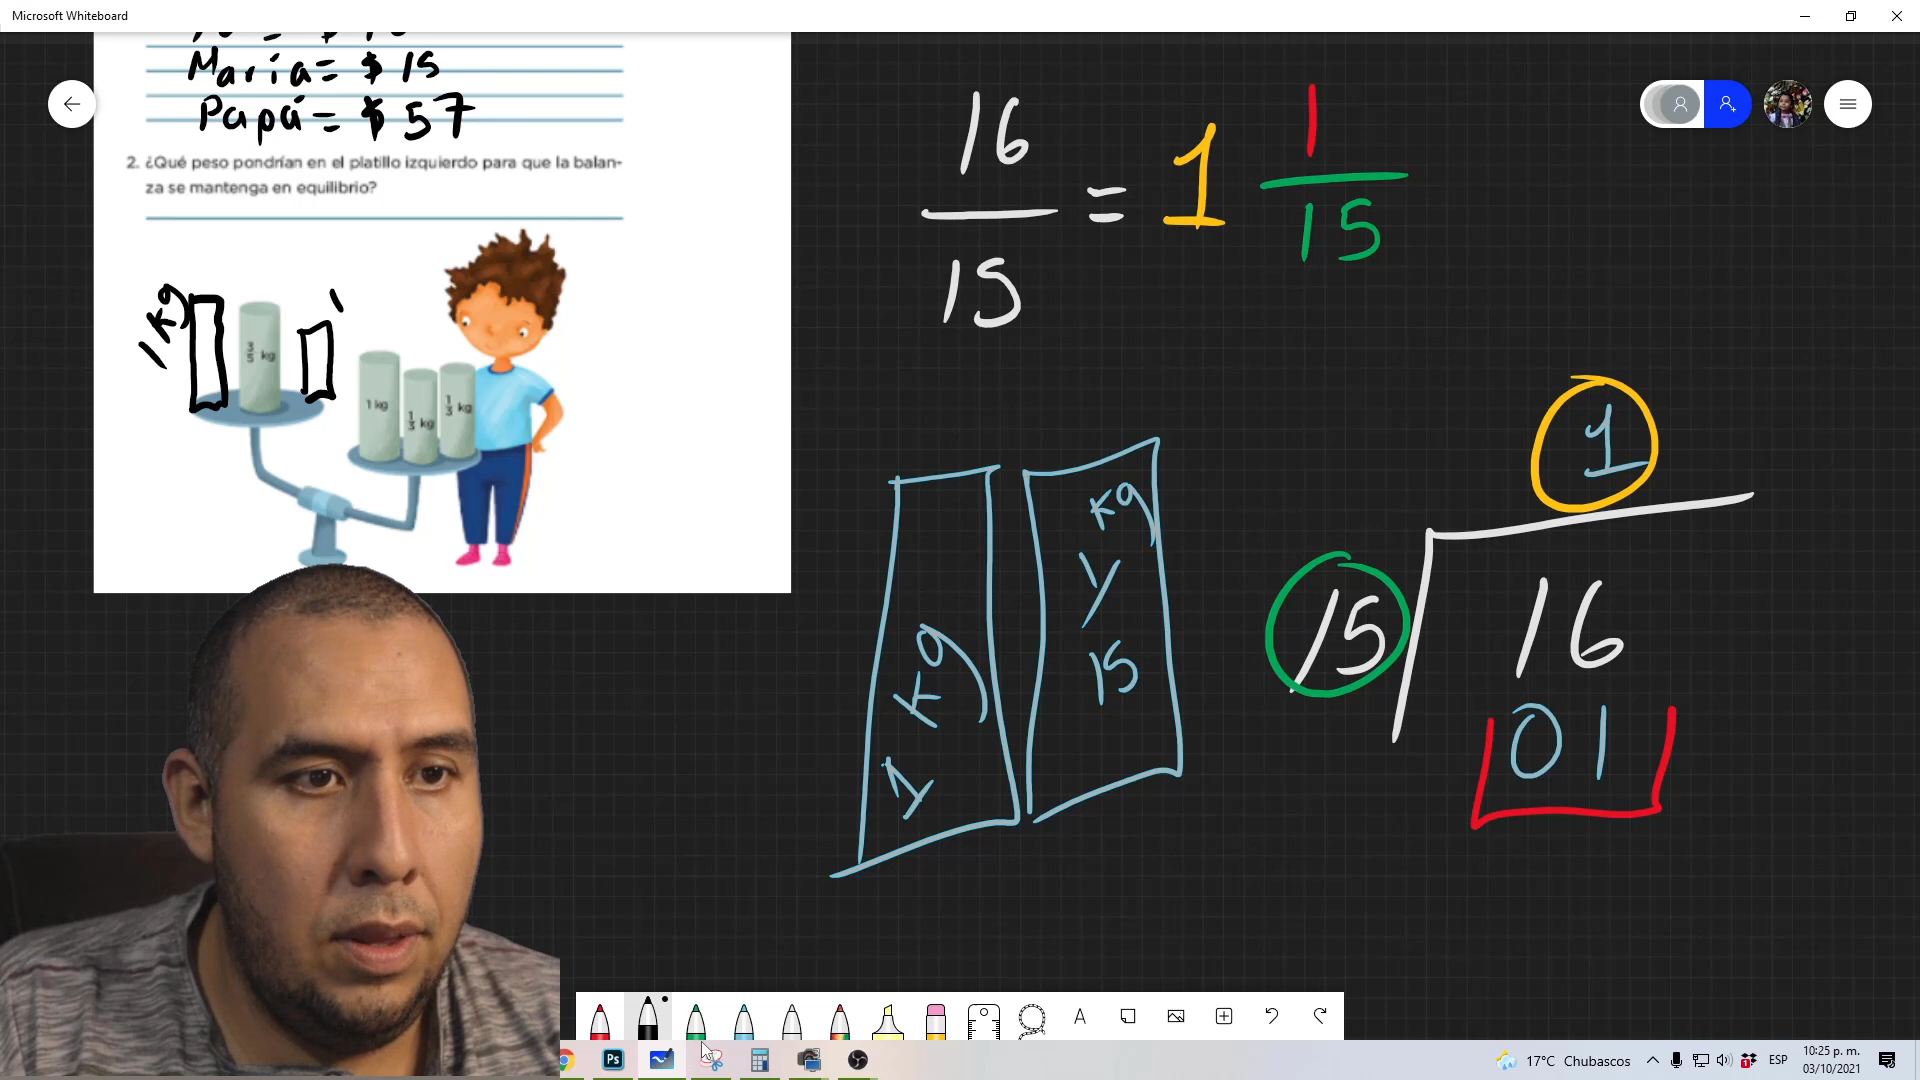 Microsoft Whiteboard
María = $ 15
Papá = $ 57
2. ¿Qué peso pondrían en el platillo izquierdo para que la balan-
za se mantenga en equilibrio?
1 kg
3/5 kg
1 kg
1/3 kg
1/3 kg
16/15 = 1 1/15
1 kg
kg
1/15
1
15
16
01
Ps
A
17°C Chubascos
ESP
10:25 p. m.
03/10/2021